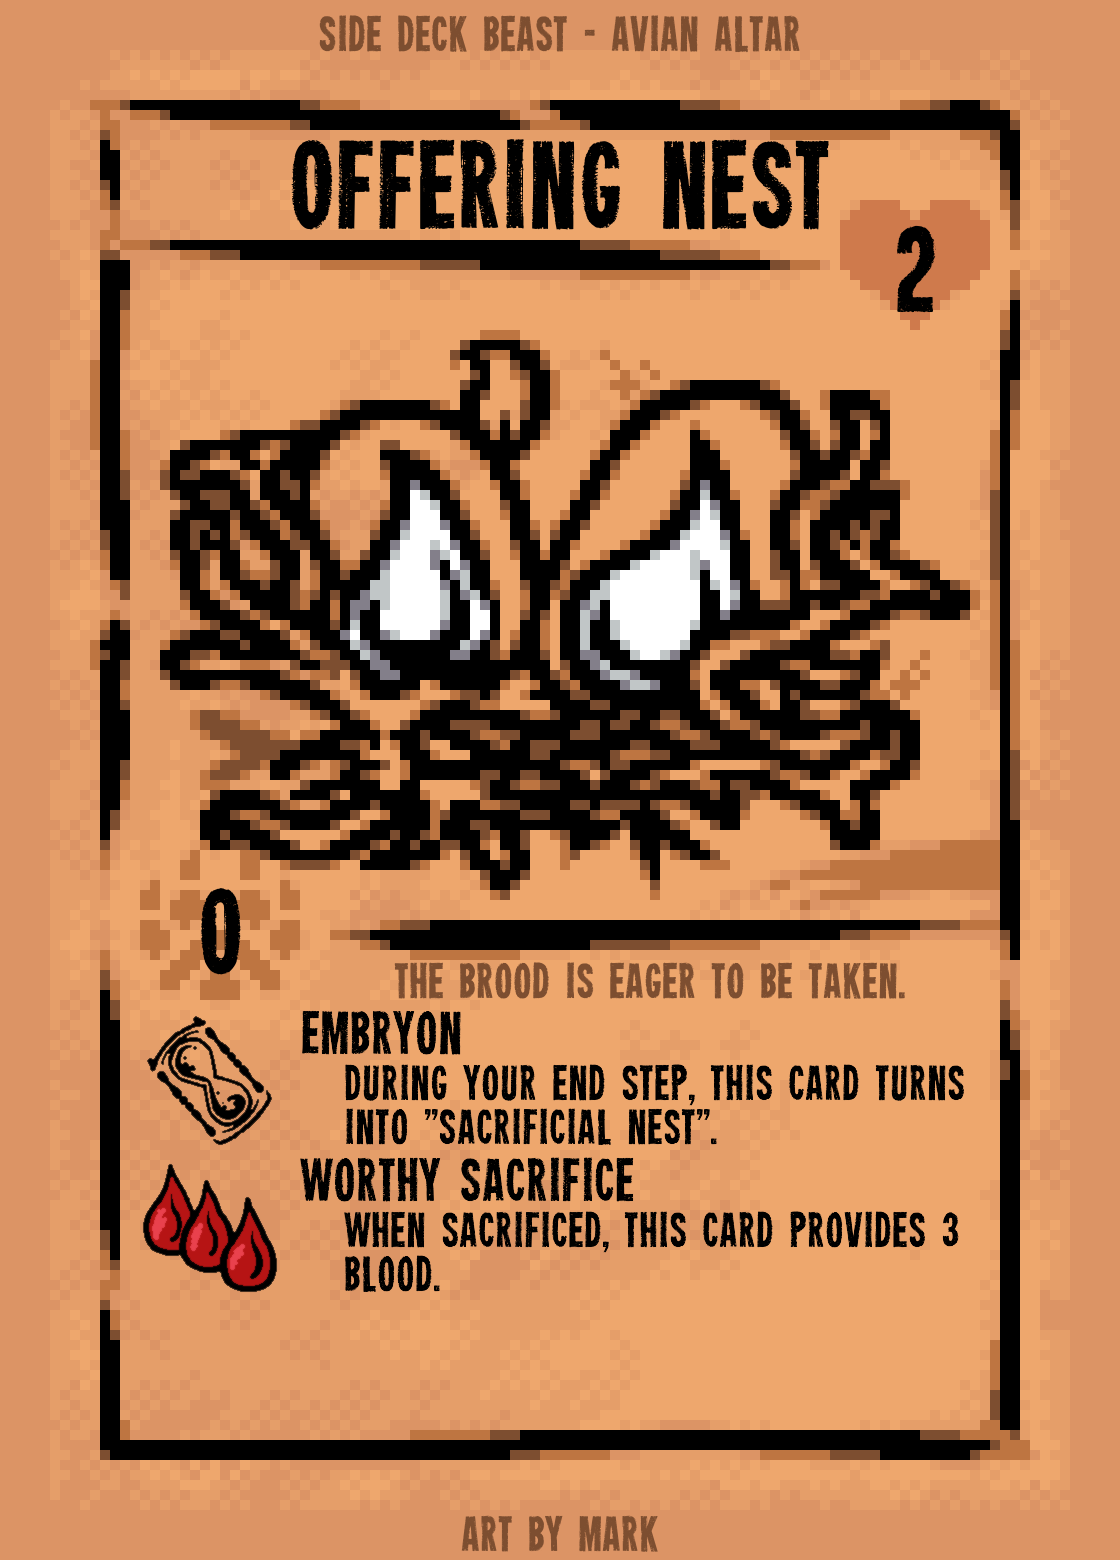 SIDE DECK BEAST - AVIAN ALTAR
OFFERING NEST
2
0
THE BROOD IS EAGER TO BE TAKEN.
EMBRYON
DURING YOUR END STEP, THIS CARD TURNS
INTO "SACRIFICIAL NEST".
WORTHY SACRIFICE
WHEN SACRIFICED, THIS CARD PROVIDES 3
BLOOD.
ART BY MARK